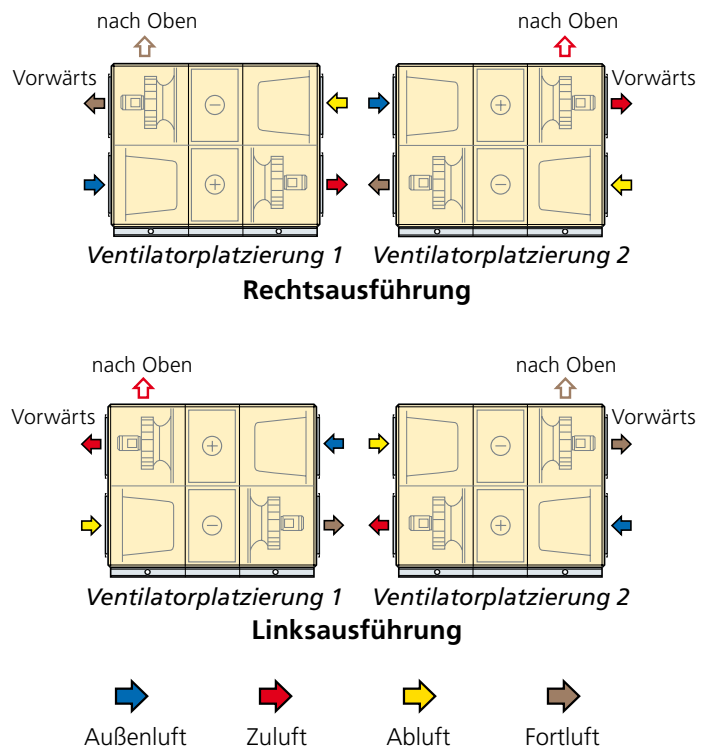 nach Oben
nach Oben
Vorwärts
Vorwärts
Ventilatorplatzierung 1
Ventilatorplatzierung 2
Rechtsausführung
nach Oben
nach Oben
Vorwärts
Vorwärts
Ventilatorplatzierung 1
Ventilatorplatzierung 2
Linksausführung
Außenluft
Zuluft
Abluft
Fortluft